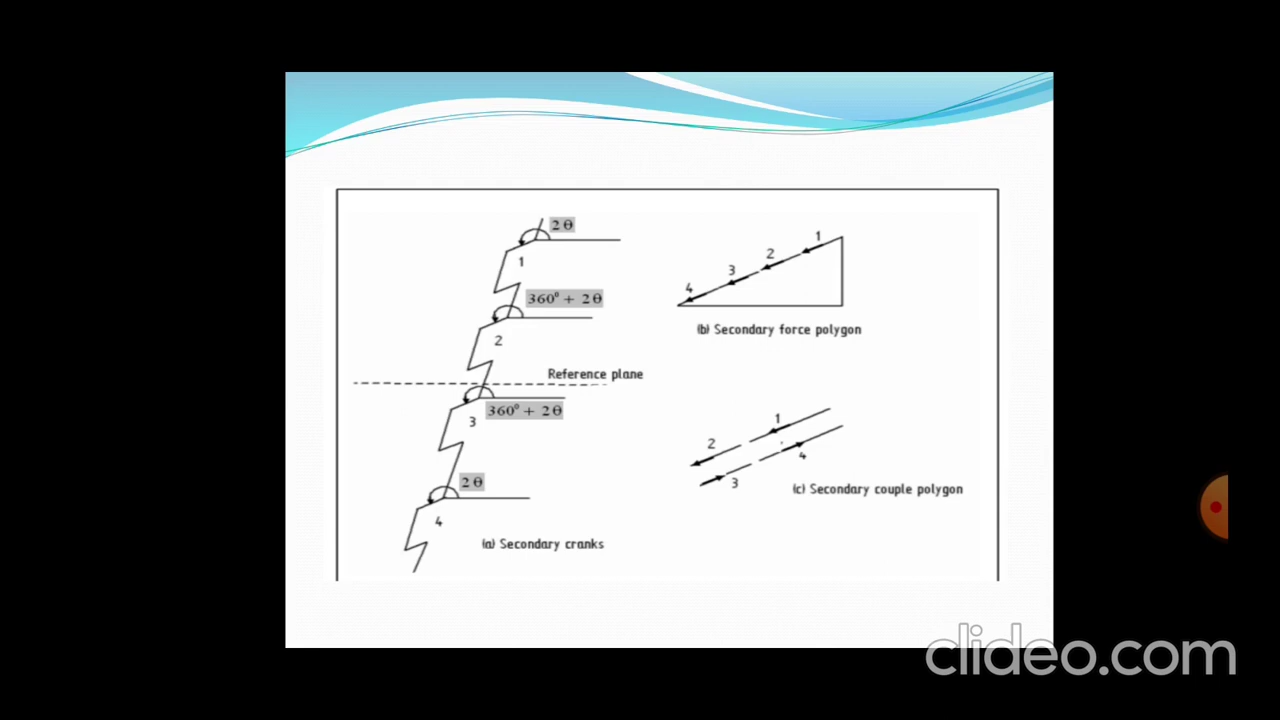 2θ
1
360° + 2θ
2
Reference plane
3
360° + 2θ
2θ
4
(a) Secondary cranks
1
2
3
4
(b) Secondary force polygon
1
2
4
3
(c) Secondary couple polygon
clideo.com